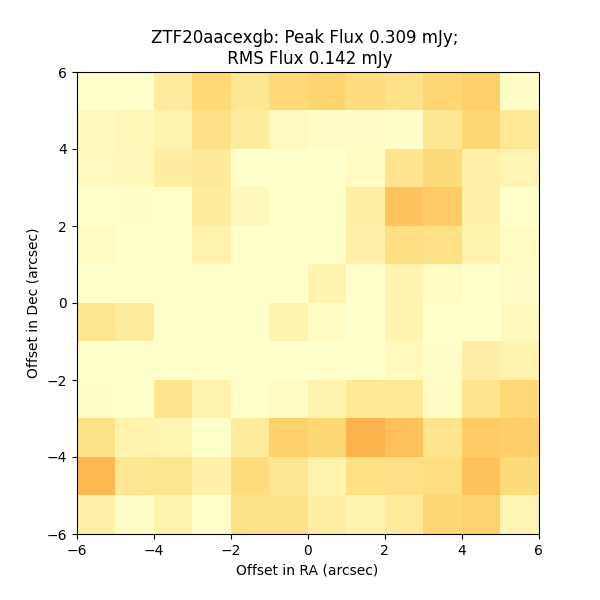 ZTF20aacexgb: Peak Flux 0.309 mJy;
RMS Flux 0.142 mJy
6
4
2
0
−2
−4
−6
Offset in Dec (arcsec)
−6 −4 −2 0 2 4 6
Offset in RA (arcsec)